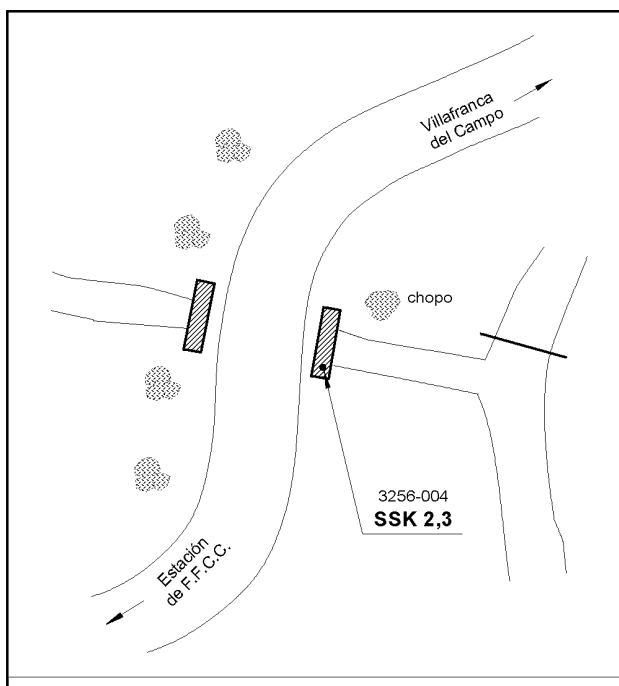 Villafranca
del Campo
chopo
3256-004
SSK 2,3
Estación
de F.F.C.C.